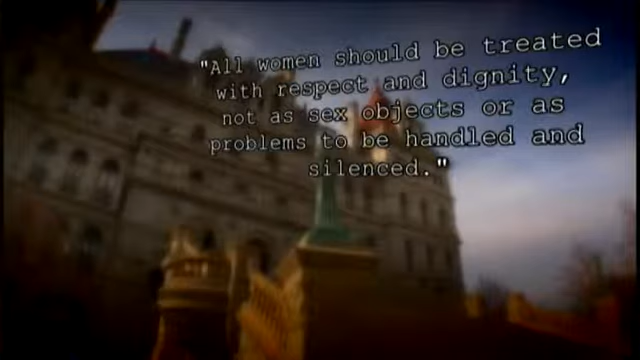 "All women should be treated
with respect and dignity,
not as sex objects or as
problems to be handled and
silenced."